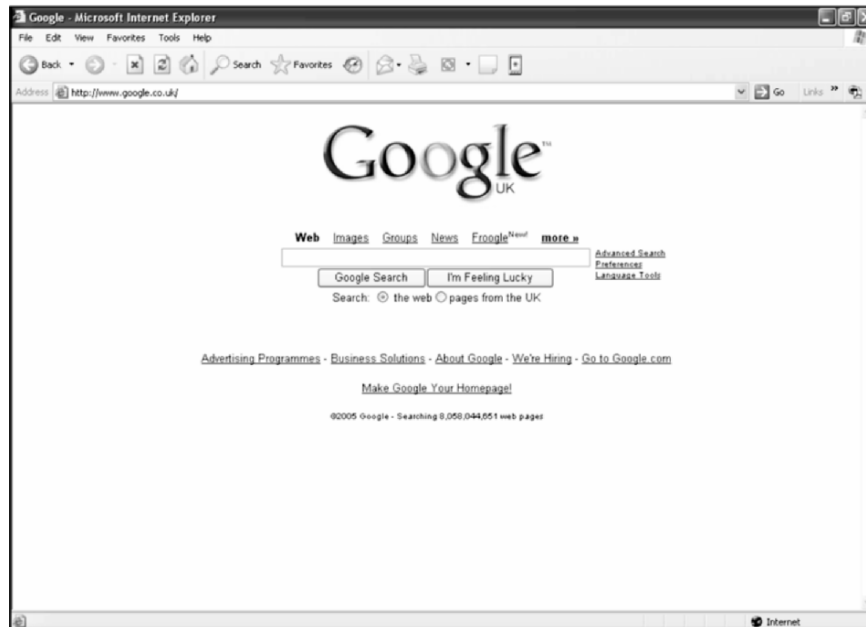 Google - Microsoft Internet Explorer
File Edit View Favorites Tools Help
Back Search Favorites
Address http://www.google.co.uk/ Go Links »
Google™
UK
Web Images Groups News Froogle New! more »
Advanced Search
Preferences
Language Tools
Google Search I'm Feeling Lucky
Search: the web pages from the UK
Advertising Programmes - Business Solutions - About Google - We're Hiring - Go to Google.com
Make Google Your Homepage!
©2005 Google - Searching 8,058,044,651 web pages
Internet